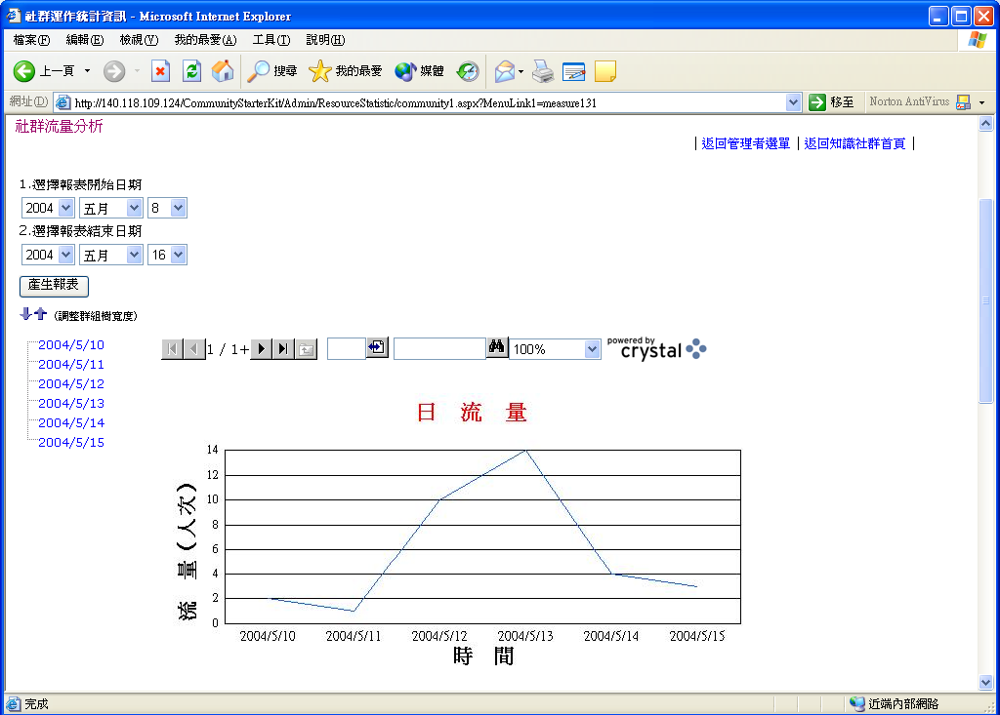 社群運作統計資訊 - Microsoft Internet Explorer
檔案(F) 編輯(E) 檢視(V) 我的最愛(A) 工具(T) 說明(H)
上一頁 搜尋 我的最愛 媒體
網址(D) http://140.118.109.124/CommunityStarterKit/Admin/ResourceStatistic/community1.aspx?MenuLink1=measure131 移至 Norton AntiVirus
社群流量分析
| 返回管理者選單 | 返回知識社群首頁 |
1.選擇報表開始日期
2004 五月 8
2.選擇報表結束日期
2004 五月 16
產生報表
(調整群組樹寬度)
2004/5/10
2004/5/11
2004/5/12
2004/5/13
2004/5/14
2004/5/15
1 / 1+ 100% powered by crystal
日 流 量
流 量(人次)
14
12
10
8
6
4
2
0
2004/5/10 2004/5/11 2004/5/12 2004/5/13 2004/5/14 2004/5/15
時 間
完成 近端內部網路